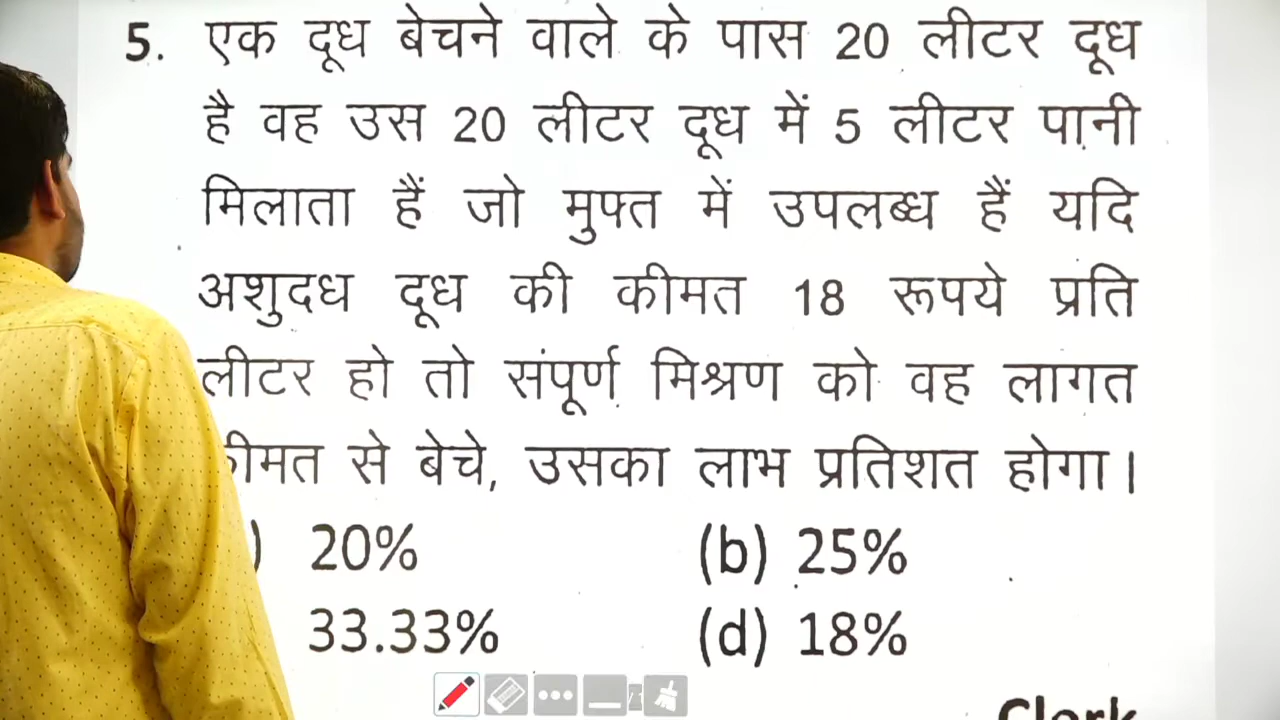 5. एक दूध बेचने वाले के पास 20 लीटर दूध
है वह उस 20 लीटर दूध में 5 लीटर पानी
मिलाता हैं जो मुफ्त में उपलब्ध हैं यदि
अशुदध दूध की कीमत 18 रूपये प्रति
लीटर हो तो संपूर्ण मिश्रण को वह लागत
से बेचे, उसका लाभ प्रतिशत होगा।
) 20% (b) 25%
33.33% (d) 18%